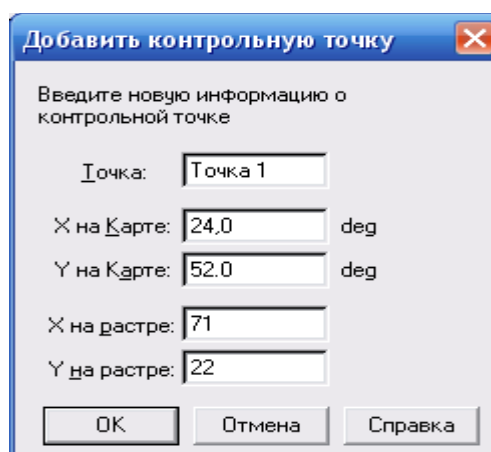 Добавить контрольную точку
Введите новую информацию о
контрольной точке
Точка: Точка 1
X на Карте: 24,0 deg
Y на Карте: 52.0 deg
X на растре: 71
Y на растре: 22
OK Отмена Справка